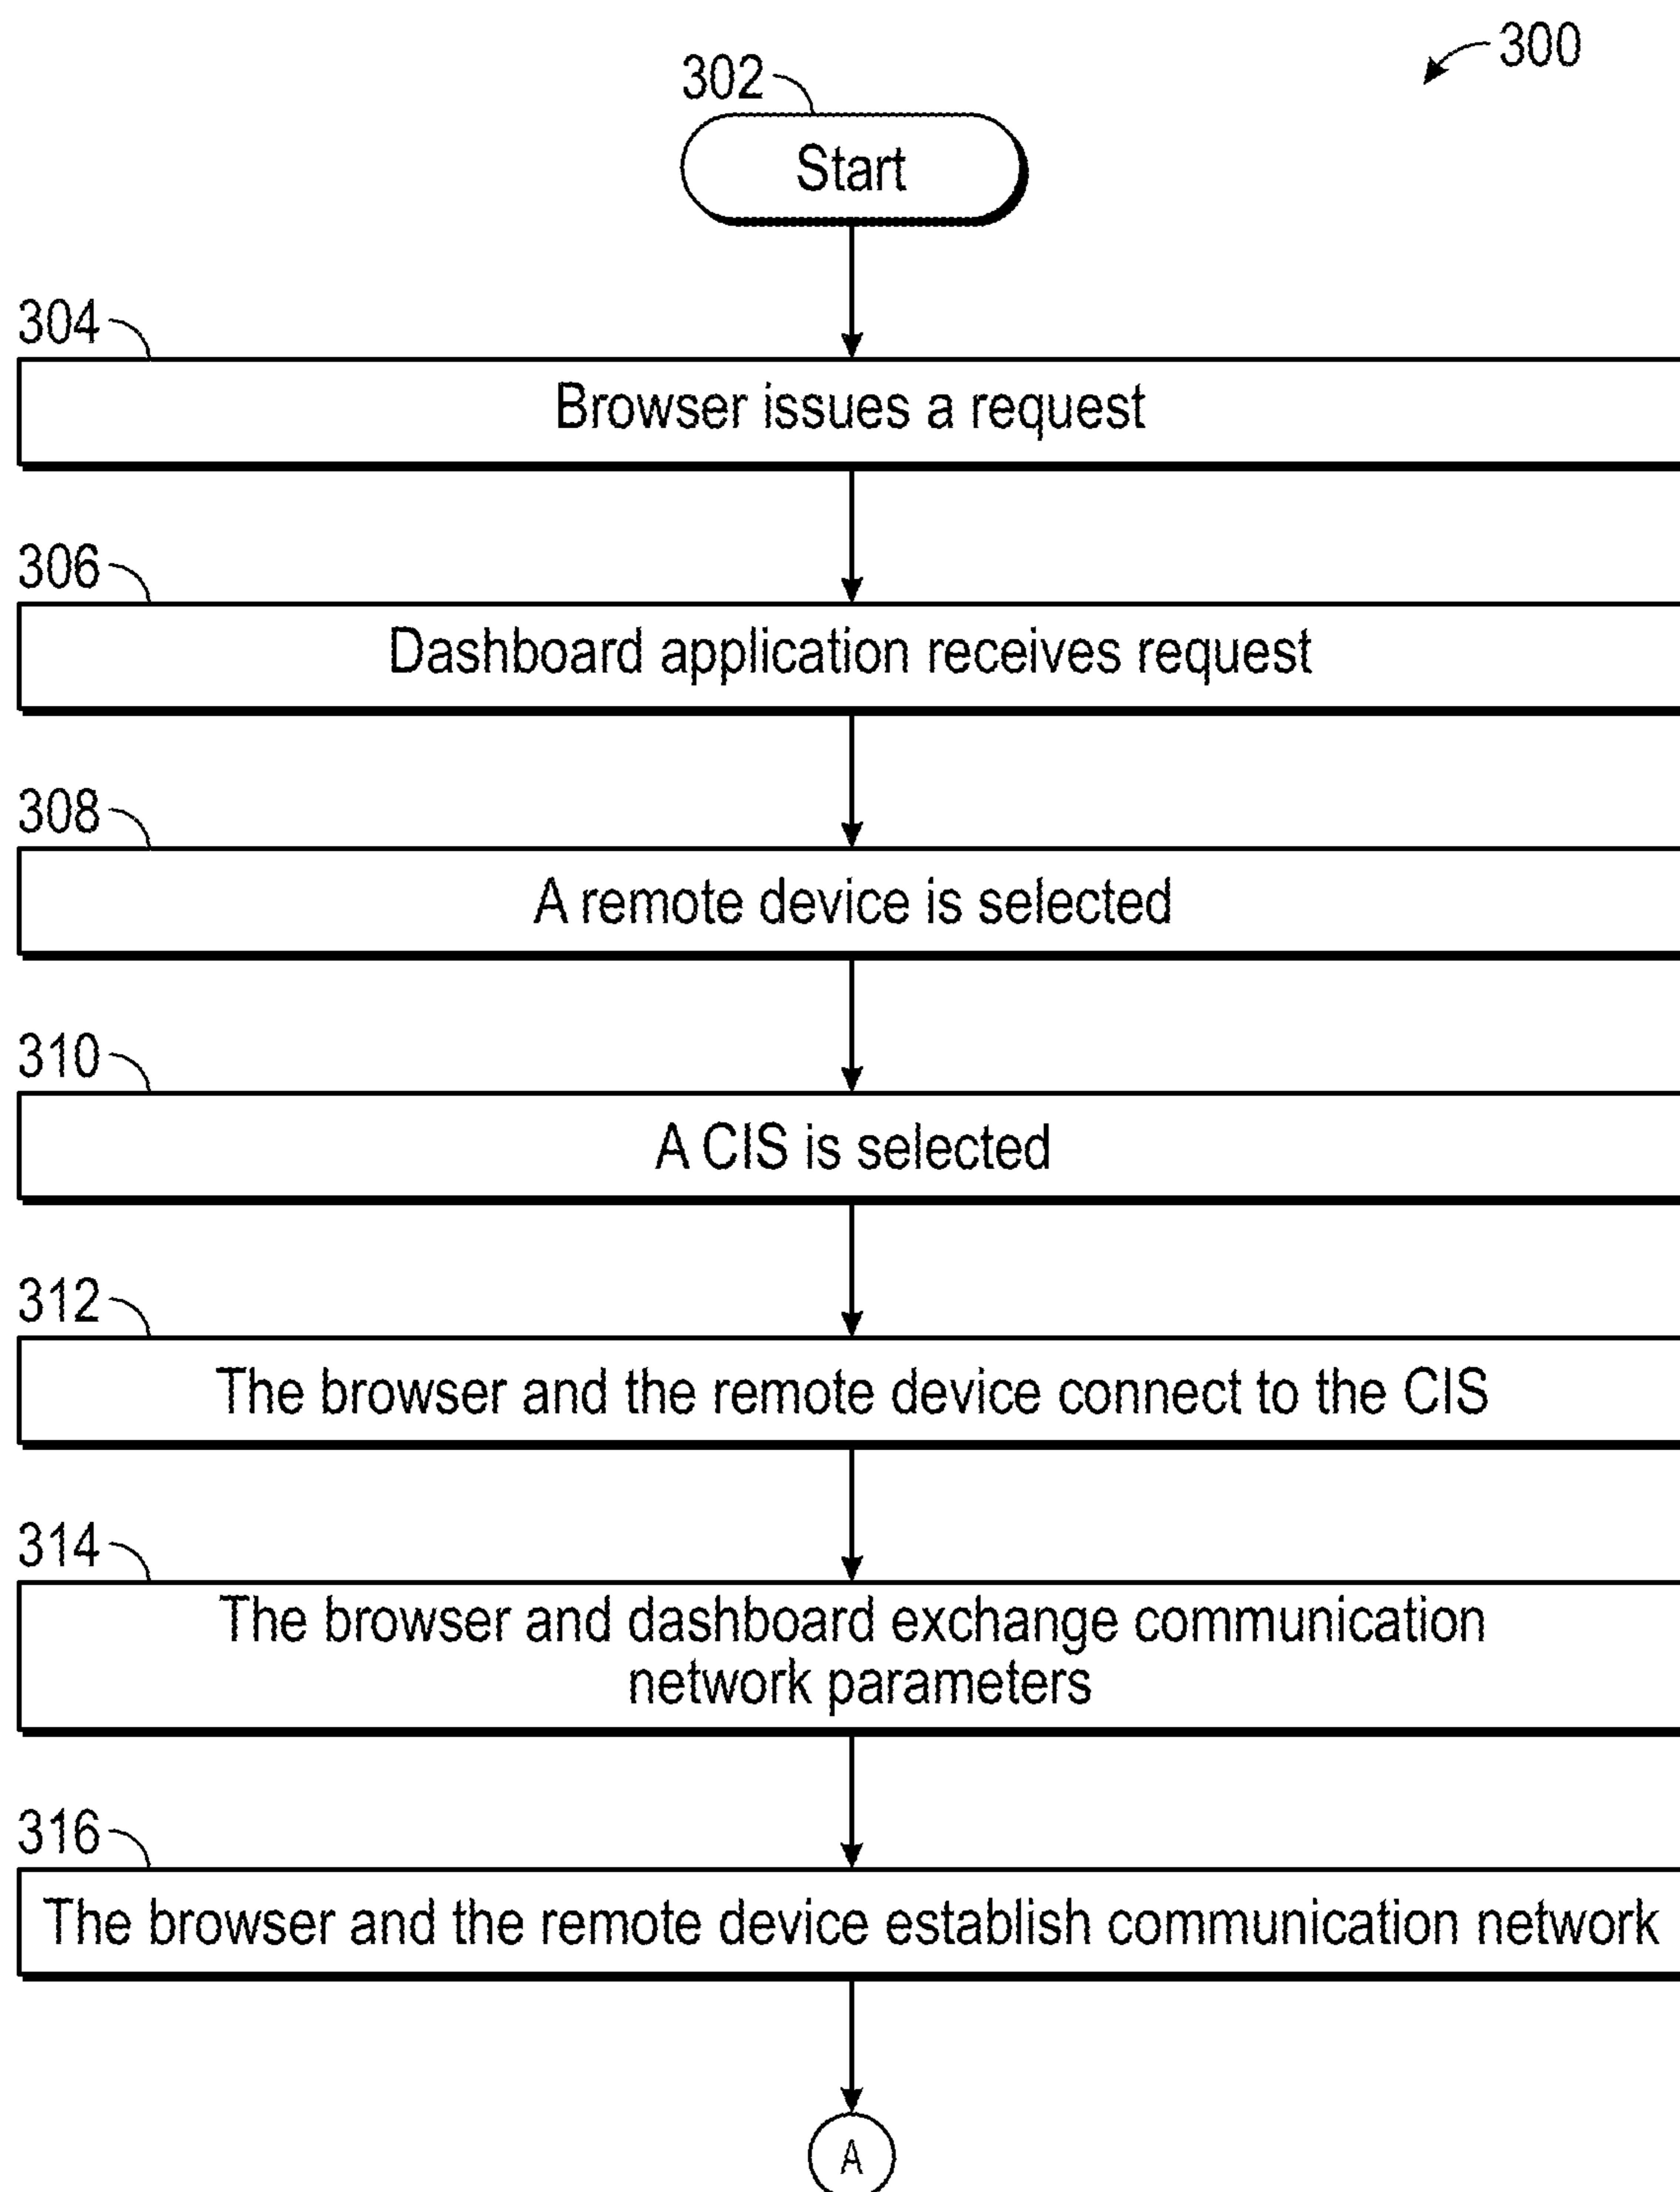 300
302
Start
304
Browser issues a request
306
Dashboard application receives request
308
A remote device is selected
310
A CIS is selected
312
The browser and the remote device connect to the CIS
314
The browser and dashboard exchange communication
network parameters
316
The browser and the remote device establish communication network
A